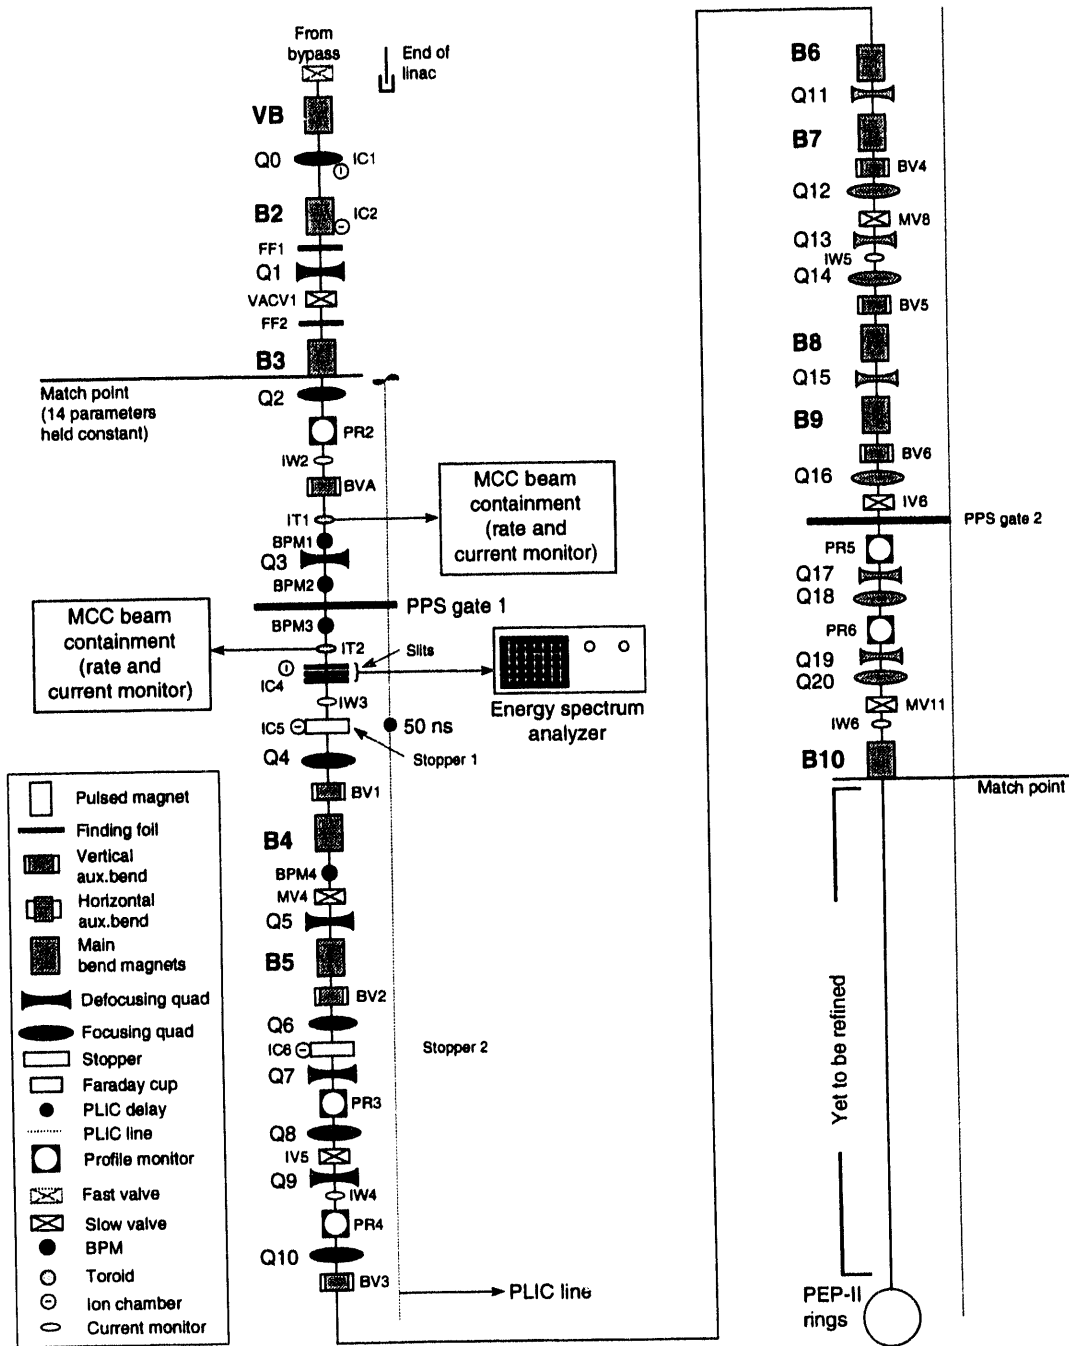 From
bypass
End of
linac
VB
Q0
IC1
B2
IC2
FF1
Q1
VACV1
FF2
B3
Match point
(14 parameters
held constant)
Q2
PR2
IW2
BVA
IT1
MCC beam
containment
(rate and
current monitor)
BPM1
Q3
BPM2
PPS gate 1
MCC beam
containment
(rate and
current monitor)
BPM3
IT2
Slits
IC4
IW3
Energy spectrum
analyzer
IC5
50 ns
Stopper 1
Q4
BV1
B4
BPM4
MV4
Q5
B5
BV2
Q6
IC6
Stopper 2
Q7
PR3
Q8
IV5
Q9
IW4
PR4
Q10
BV3
PLIC line
Pulsed magnet
Finding foil
Vertical
aux.bend
Horizontal
aux.bend
Main
bend magnets
Defocusing quad
Focusing quad
Stopper
Faraday cup
PLIC delay
PLIC line
Profile monitor
Fast valve
Slow valve
BPM
Toroid
Ion chamber
Current monitor
B6
Q11
B7
BV4
Q12
MV8
Q13
IW5
Q14
BV5
B8
Q15
B9
BV6
Q16
IV6
PPS gate 2
PR5
Q17
Q18
PR6
Q19
Q20
MV11
IW6
B10
Match point
Yet to be refined
PEP-II
rings